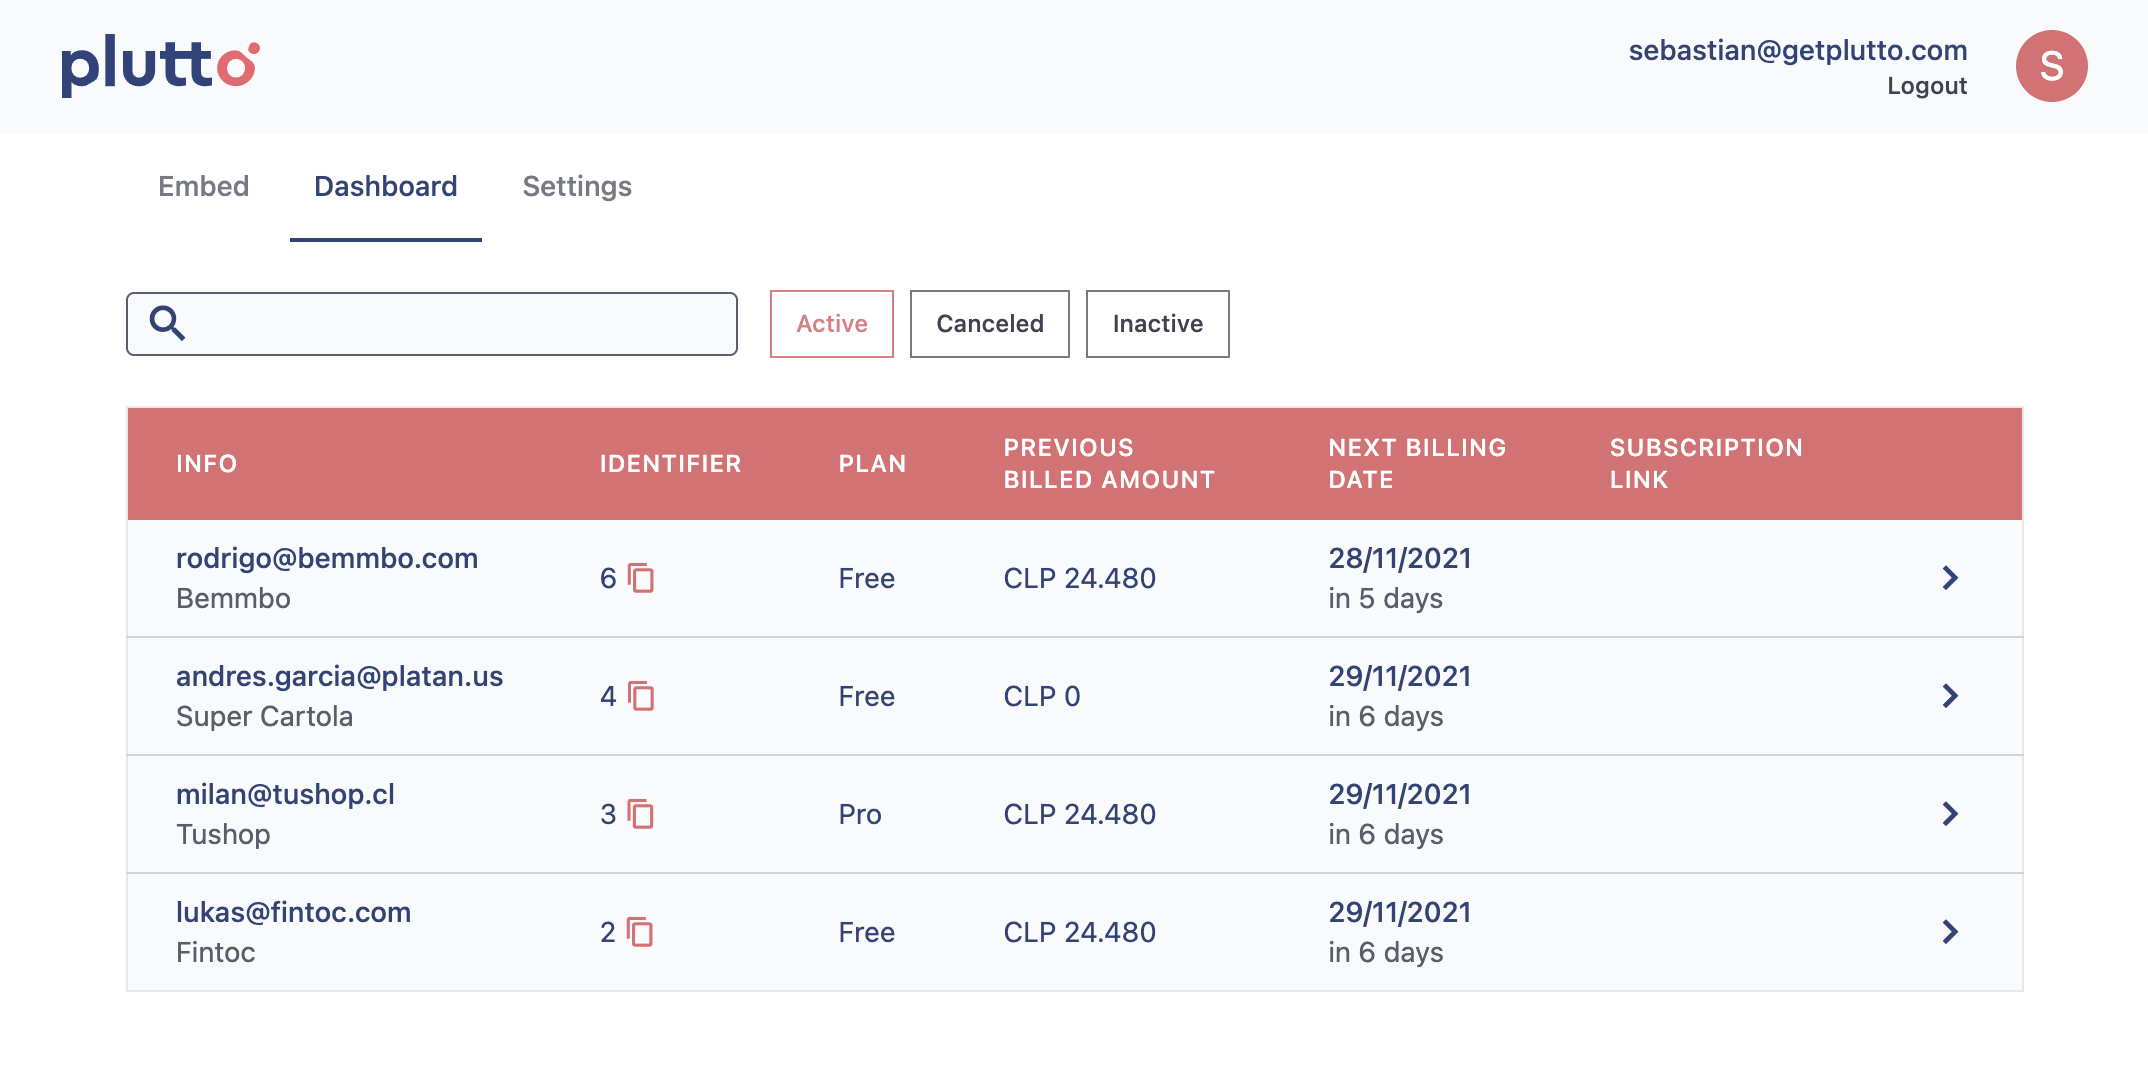 plutto
sebastian@getplutto.com
Logout
S
Embed Dashboard Settings
Active Canceled Inactive
INFO IDENTIFIER PLAN PREVIOUS BILLED AMOUNT NEXT BILLING DATE SUBSCRIPTION LINK
rodrigo@bemmbo.com
Bemmbo
6 Free CLP 24.480
28/11/2021
in 5 days
andres.garcia@platan.us
Super Cartola
4 Free CLP 0
29/11/2021
in 6 days
milan@tushop.cl
Tushop
3 Pro CLP 24.480
29/11/2021
in 6 days
lukas@fintoc.com
Fintoc
2 Free CLP 24.480
29/11/2021
in 6 days